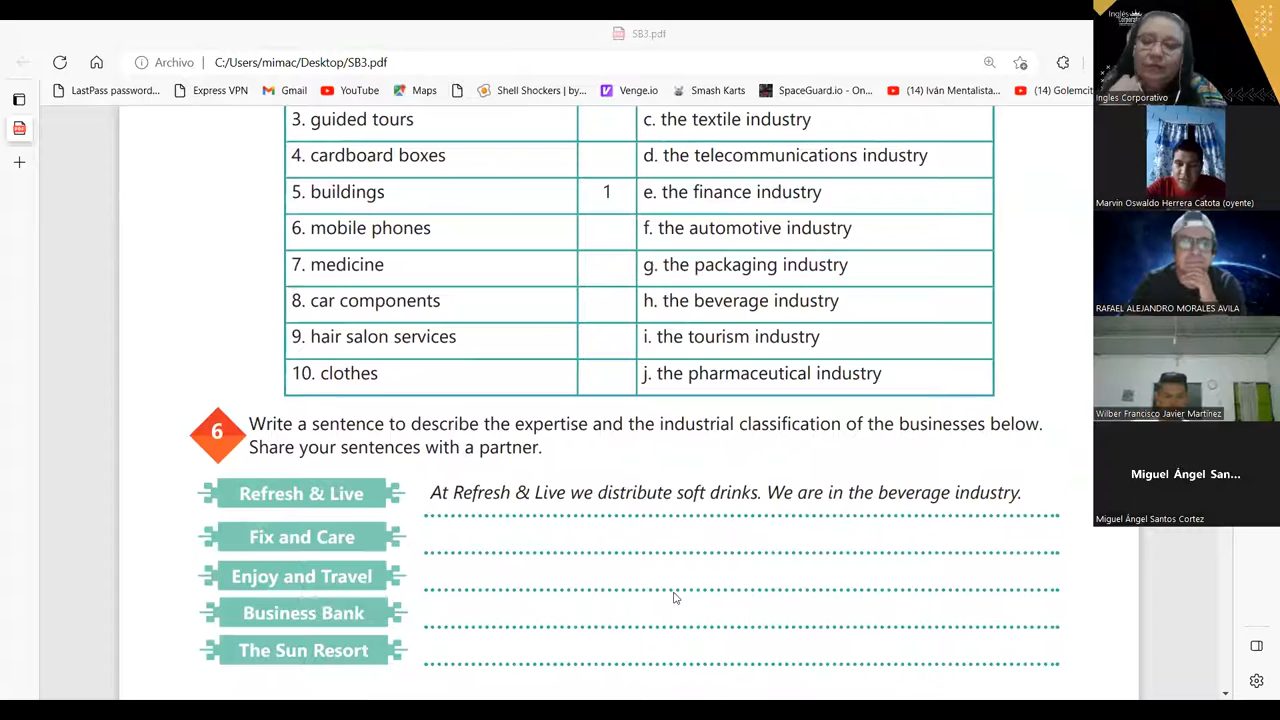 SB3.pdf
Archivo
C:/Users/mimac/Desktop/SB3.pdf
LastPass password...
Express VPN
Gmail
YouTube
Maps
Shell Shockers | by...
Venge.io
Smash Karts
SpaceGuard.io - On...
(14) Iván Mentalista...
(14) Golemcit
3. guided tours
c. the textile industry
4. cardboard boxes
d. the telecommunications industry
5. buildings
1
e. the finance industry
6. mobile phones
f. the automotive industry
7. medicine
g. the packaging industry
8. car components
h. the beverage industry
9. hair salon services
i. the tourism industry
10. clothes
j. the pharmaceutical industry
6
Write a sentence to describe the expertise and the industrial classification of the businesses below.
Share your sentences with a partner.
Refresh & Live
At Refresh & Live we distribute soft drinks. We are in the beverage industry.
Fix and Care
Enjoy and Travel
Business Bank
The Sun Resort
Inglés
Corporativo
Ingles Corporativo
Marvin Oswaldo Herrera Catota (oyente)
RAFAEL ALEJANDRO MORALES AVILA
Wilber Francisco Javier Martínez
Miguel Ángel San...
Miguel Ángel Santos Cortez